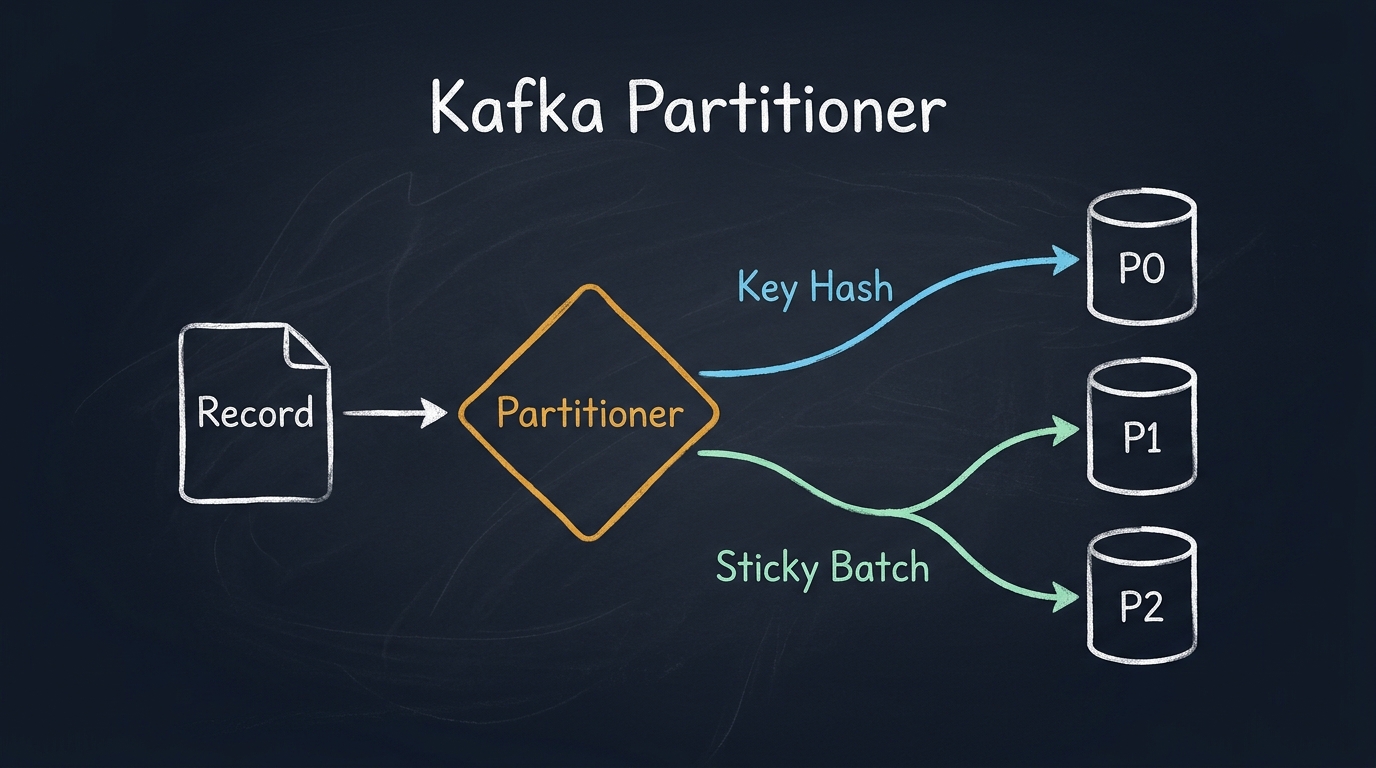 Kafka Partitioner
Record
Partitioner
Key Hash
Sticky Batch
P0
P1
P2